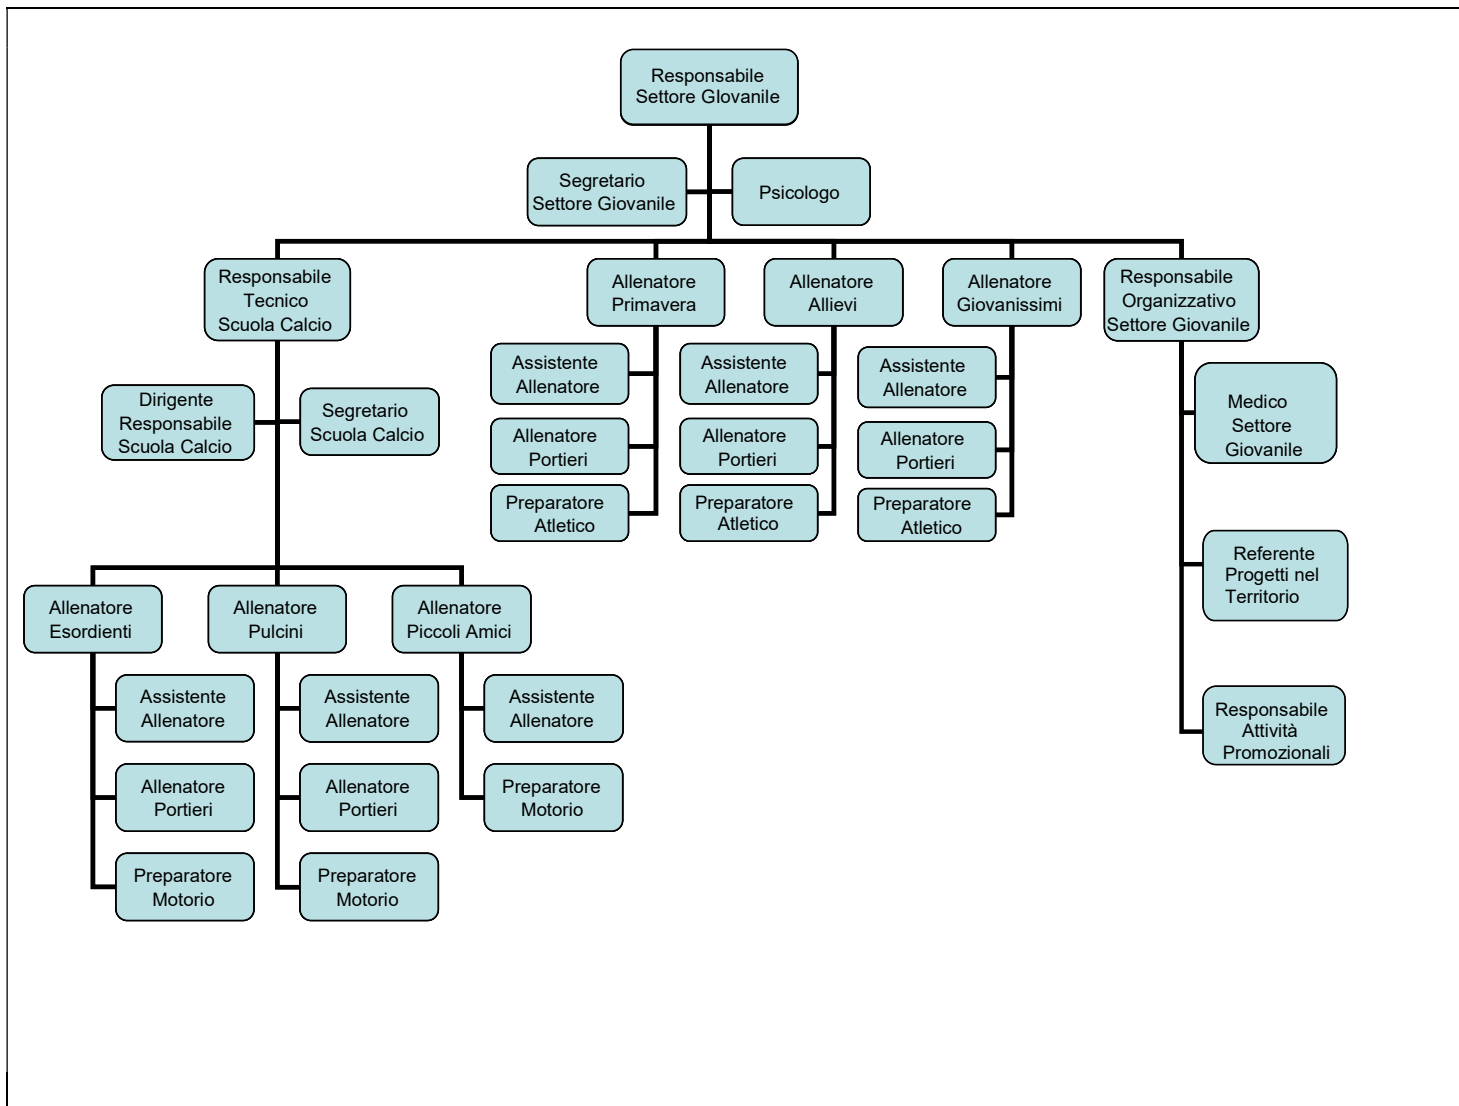 Responsabile
Settore GIovanile
Segretario
Settore Giovanile
Psicologo
Responsabile
Tecnico
Scuola Calcio
Allenatore
Primavera
Allenatore
Allievi
Allenatore
Giovanissimi
Responsabile
Organizzativo
Settore Giovanile
Assistente
Allenatore
Allenatore
Portieri
Preparatore
Atletico
Assistente
Allenatore
Allenatore
Portieri
Preparatore
Atletico
Assistente
Allenatore
Allenatore
Portieri
Preparatore
Atletico
Medico
Settore
Giovanile
Referente
Progetti nel
Territorio
Responsabile
Attività
Promozionali
Dirigente
Responsabile
Scuola Calcio
Segretario
Scuola Calcio
Allenatore
Esordienti
Allenatore
Pulcini
Allenatore
Piccoli Amici
Assistente
Allenatore
Allenatore
Portieri
Preparatore
Motorio
Assistente
Allenatore
Allenatore
Portieri
Preparatore
Motorio
Assistente
Allenatore
Preparatore
Motorio